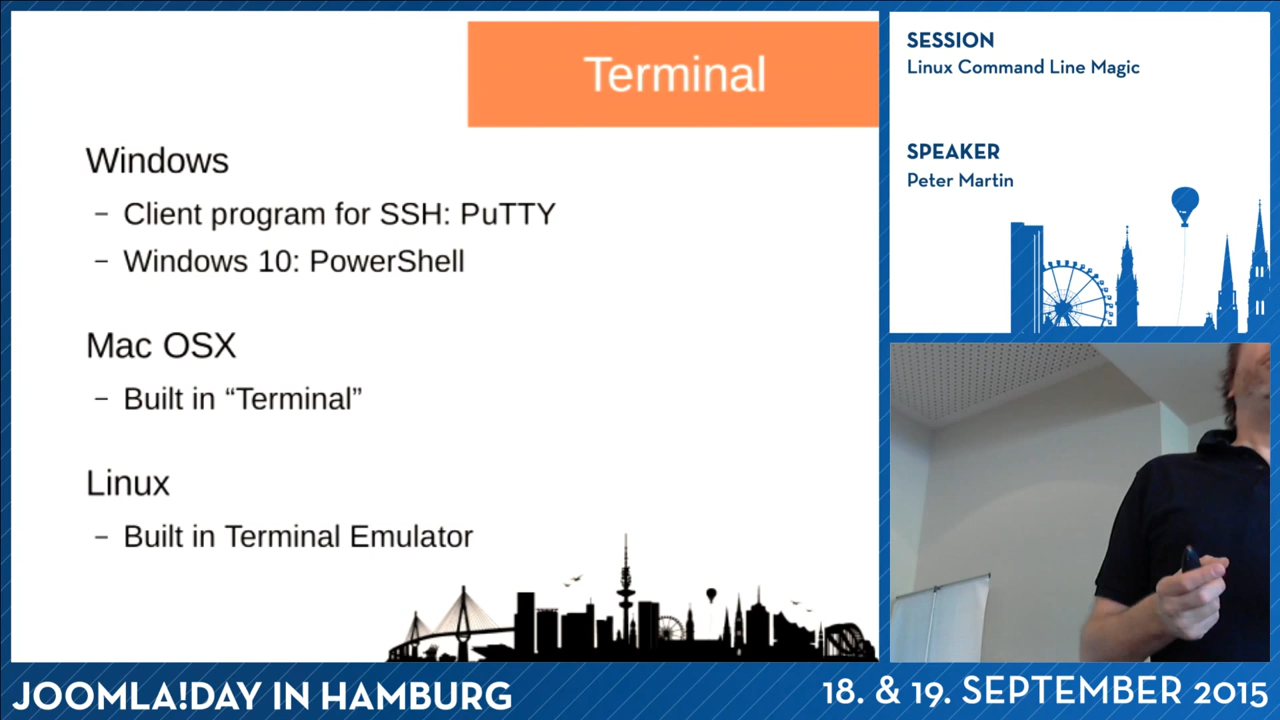 Terminal
Windows
– Client program for SSH: PuTTY
– Windows 10: PowerShell
Mac OSX
– Built in “Terminal”
Linux
– Built in Terminal Emulator
SESSION
Linux Command Line Magic
SPEAKER
Peter Martin
JOOMLA!DAY IN HAMBURG
18. & 19. SEPTEMBER 2015